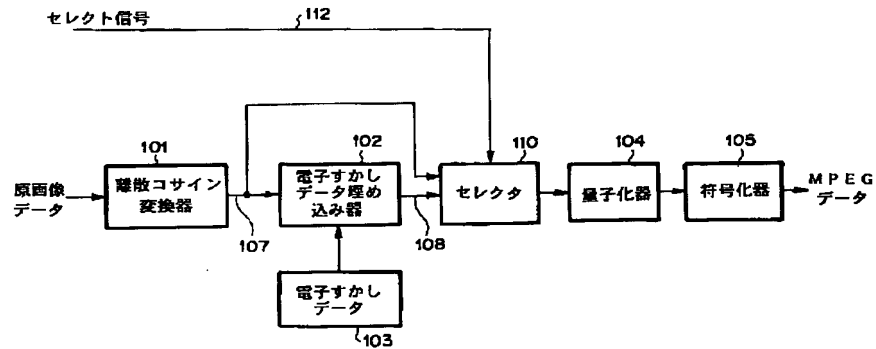 セレクト信号
112
101
102
110
104
105
原画像
データ
離散コサイン
変換器
電子すかし
データ埋め
込み器
セレクタ
量子化器
符号化器
MPEG
データ
107
108
電子すかし
データ
103